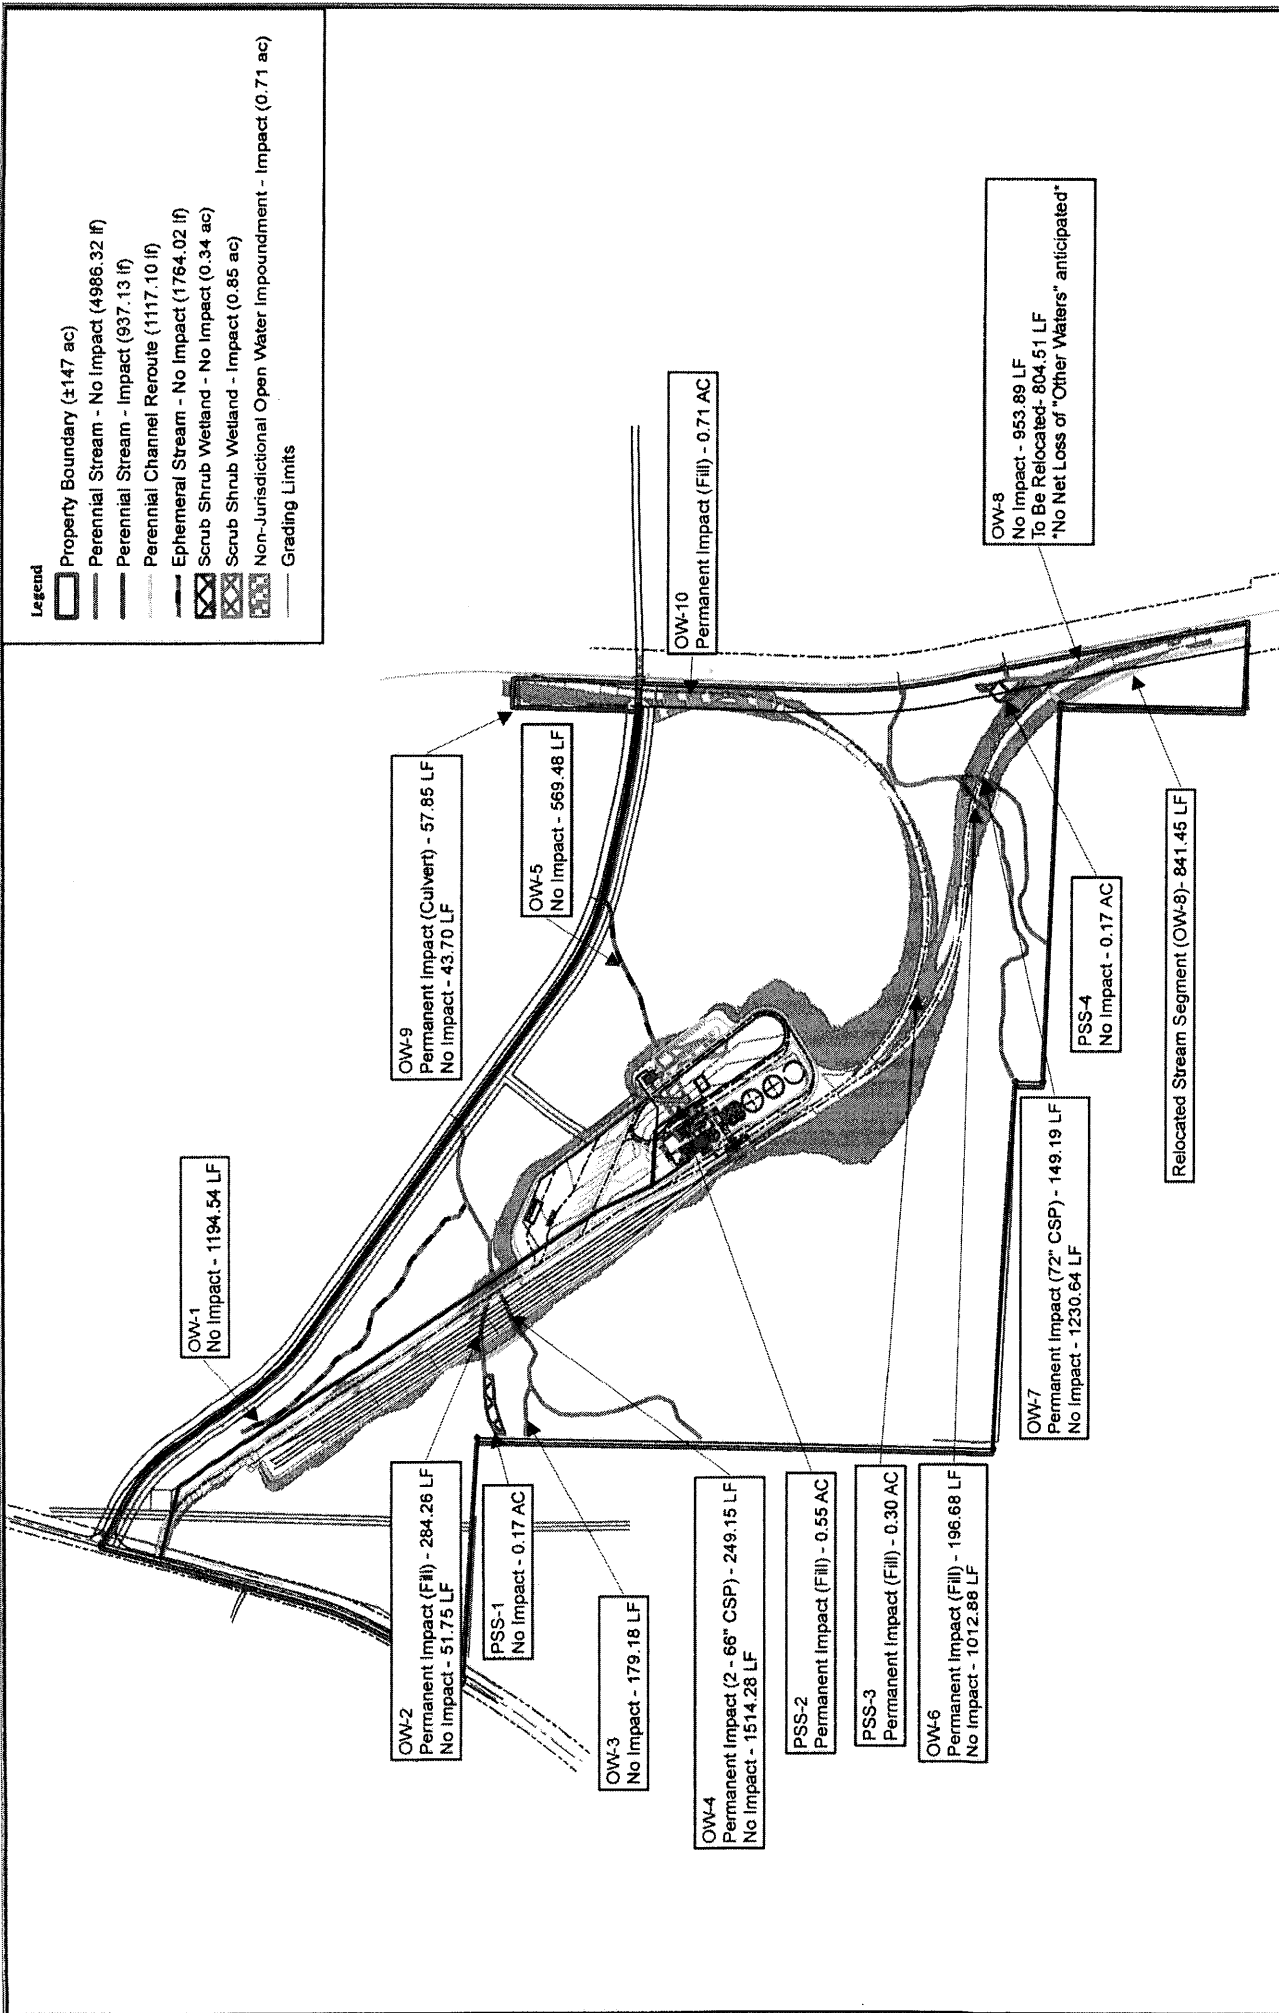 Legend
Property Boundary (±147 ac)
Perennial Stream - No Impact (4986.32 lf)
Perennial Stream - Impact (937.13 lf)
Perennial Channel Reroute (1117.10 lf)
Ephemeral Stream - No Impact (1764.02 lf)
Scrub Shrub Wetland - No Impact (0.34 ac)
Scrub Shrub Wetland - Impact (0.85 ac)
Non-Jurisdictional Open Water Impoundment - Impact (0.71 ac)
Grading Limits
OW-1
No Impact - 1194.54 LF
OW-9
Permanent Impact (Culvert) - 57.85 LF
No Impact - 43.70 LF
OW-5
No Impact - 569.48 LF
OW-10
Permanent Impact (Fill) - 0.71 AC
OW-8
No Impact - 953.89 LF
To Be Relocated- 804.51 LF
*No Net Loss of "Other Waters" anticipated*
OW-2
Permanent Impact (Fill) - 284.26 LF
No Impact - 51.75 LF
PSS-1
No Impact - 0.17 AC
OW-3
No Impact - 179.18 LF
OW-4
Permanent Impact (2 - 66" CSP) - 249.15 LF
No Impact - 1514.28 LF
PSS-2
Permanent Impact (Fill) - 0.55 AC
PSS-3
Permanent Impact (Fill) - 0.30 AC
OW-6
Permanent Impact (Fill) - 196.68 LF
No Impact - 1012.88 LF
OW-7
Permanent Impact (72" CSP) - 149.19 LF
No Impact - 1230.64 LF
PSS-4
No Impact - 0.17 AC
Relocated Stream Segment (OW-8)- 841.45 LF